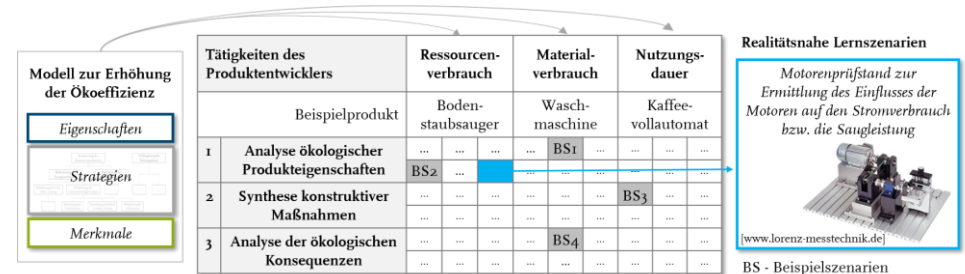 Modell zur Erhöhung
der Ökoeffizienz
Eigenschaften
Strategien
Merkmale
Tätigkeiten des
Produktentwicklers
Ressourcen-
verbrauch
Material-
verbrauch
Nutzungs-
dauer
Beispielprodukt
Boden-
staubsauger
Wasch-
maschine
Kaffee-
vollautomat
1 Analyse ökologischer
Produkteigenschaften
... ... ... ... BS1 ... ... ... ...
BS2 ... ... ... ... ... ... ...
2 Synthese konstruktiver
Maßnahmen
... ... ... ... ... ... BS3 ... ...
... ... ... ... ... ... ... ... ...
3 Analyse der ökologischen
Konsequenzen
... ... ... ... BS4 ... ... ... ...
... ... ... ... ... ... ... ... ...
Realitätsnahe Lernszenarien
Motorenprüfstand zur
Ermittlung des Einflusses der
Motoren auf den Stromverbrauch
bzw. die Saugleistung
[www.lorenz-messtechnik.de]
BS - Beispielszenarien